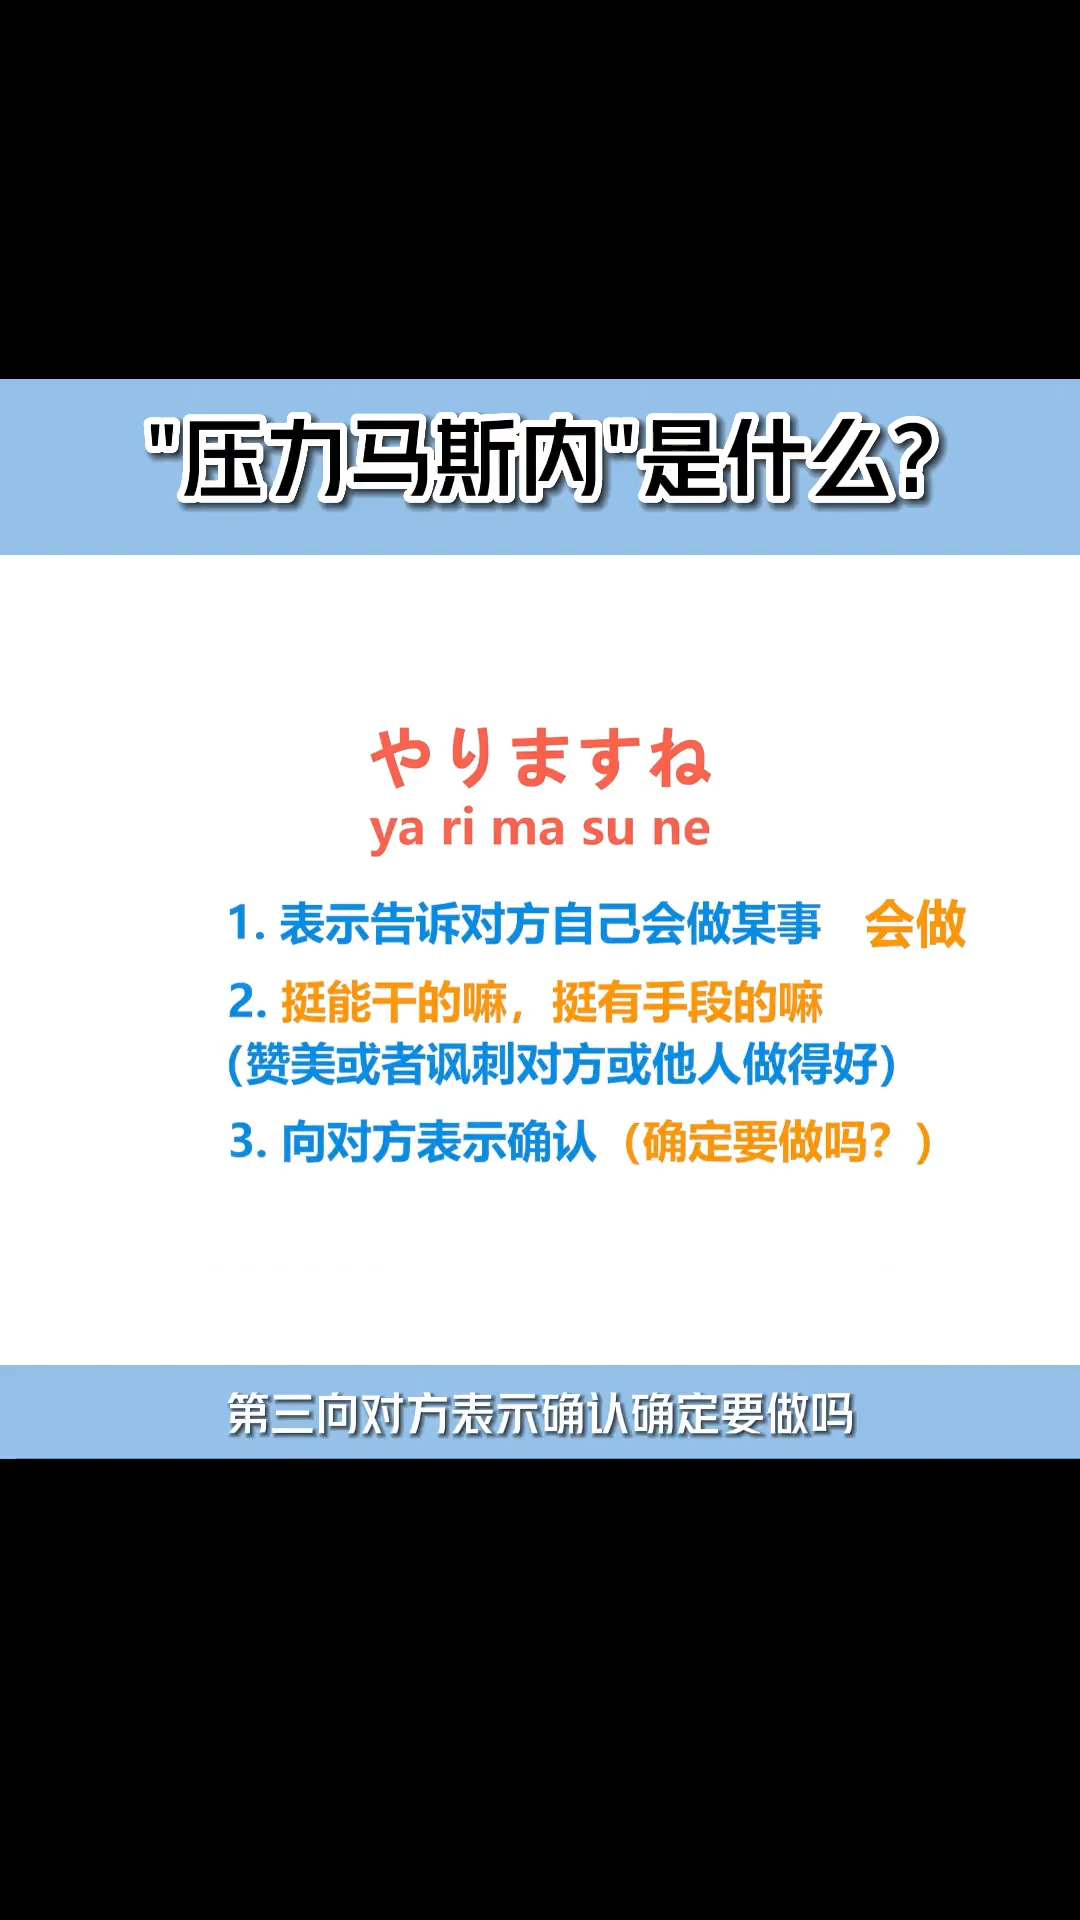 "压力马斯内"是什么?
やりますね
ya ri ma su ne
1. 表示告诉对方自己会做某事 会做
2. 挺能干的嘛，挺有手段的嘛
(赞美或者讽刺对方或他人做得好)
3. 向对方表示确认（确定要做吗？）
第三向对方表示确认确定要做吗